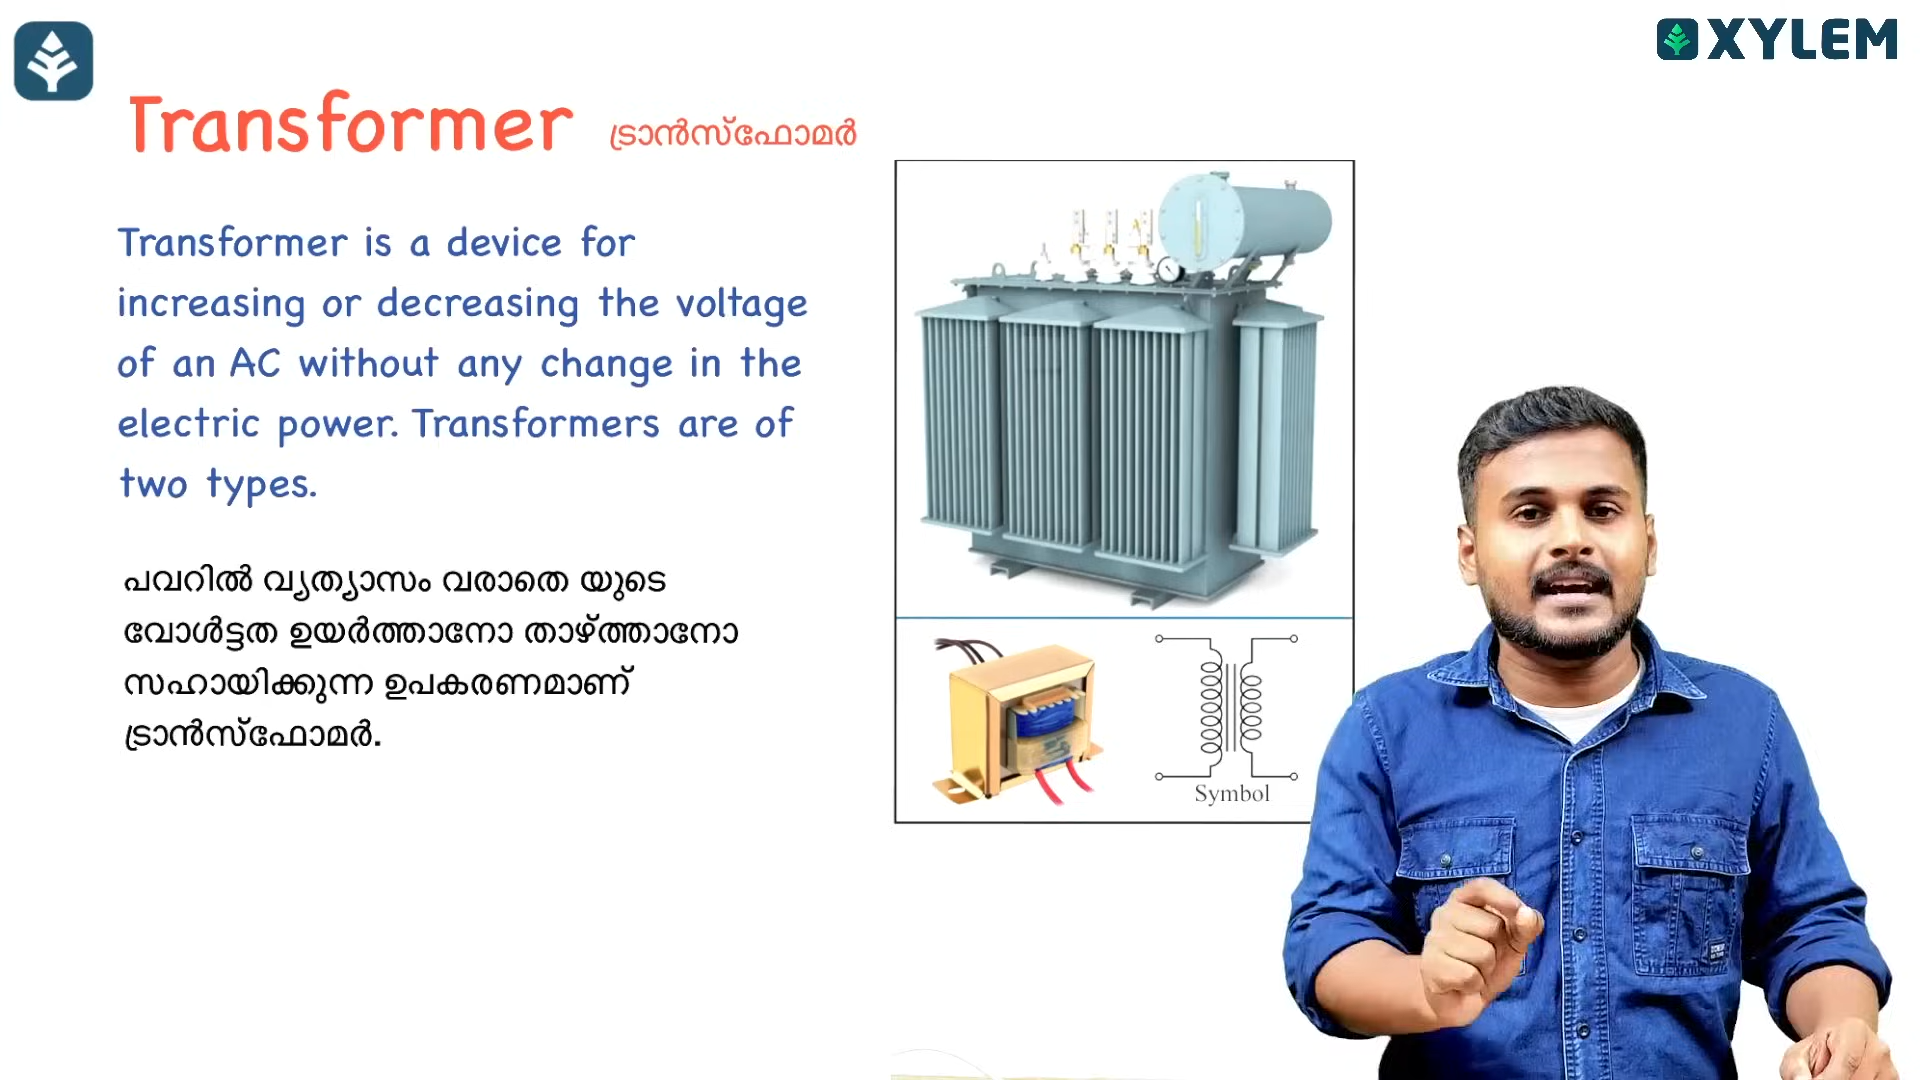 XYLEM
Transformer ട്രാൻസ്ഫോമർ
Transformer is a device for
increasing or decreasing the voltage
of an AC without any change in the
electric power. Transformers are of
two types.
പവറിൽ വ്യത്യാസം വരാതെ യുടെ
വോൾട്ടത ഉയർത്താനോ താഴ്ത്താനോ
സഹായിക്കുന്ന ഉപകരണമാണ്
ട്രാൻസ്ഫോമർ.
Symbol